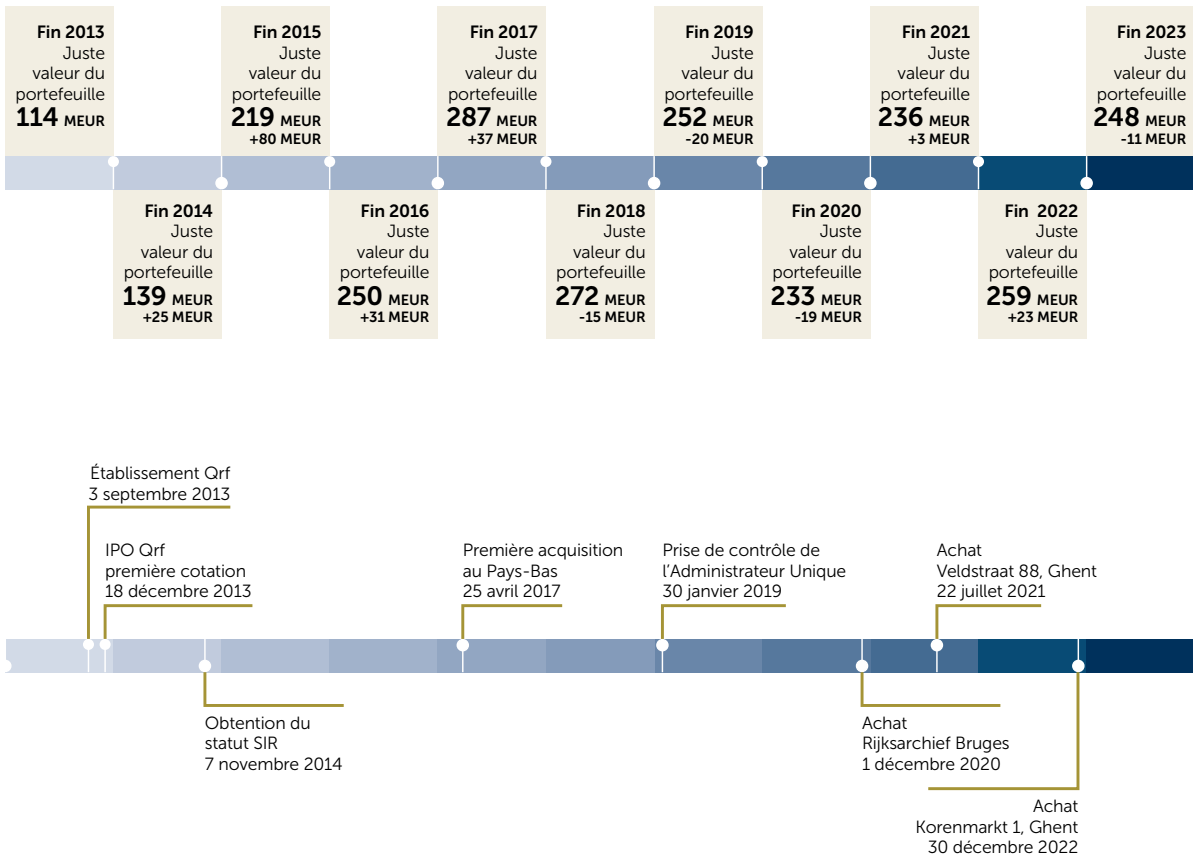 Fin 2013
Juste
valeur du
portefeuille
114 MEUR
Fin 2015
Juste
valeur du
portefeuille
219 MEUR
+80 MEUR
Fin 2017
Juste
valeur du
portefeuille
287 MEUR
+37 MEUR
Fin 2019
Juste
valeur du
portefeuille
252 MEUR
-20 MEUR
Fin 2021
Juste
valeur du
portefeuille
236 MEUR
+3 MEUR
Fin 2023
Juste
valeur du
portefeuille
248 MEUR
-11 MEUR
Fin 2014
Juste
valeur du
portefeuille
139 MEUR
+25 MEUR
Fin 2016
Juste
valeur du
portefeuille
250 MEUR
+31 MEUR
Fin 2018
Juste
valeur du
portefeuille
272 MEUR
-15 MEUR
Fin 2020
Juste
valeur du
portefeuille
233 MEUR
-19 MEUR
Fin 2022
Juste
valeur du
portefeuille
259 MEUR
+23 MEUR
Établissement Qrf
3 septembre 2013
IPO Qrf
première cotation
18 décembre 2013
Première acquisition
au Pays-Bas
25 avril 2017
Prise de contrôle de
l'Administrateur Unique
30 janvier 2019
Achat
Veldstraat 88, Ghent
22 juillet 2021
Obtention du
statut SIR
7 novembre 2014
Achat
Rijksarchief Bruges
1 décembre 2020
Achat
Korenmarkt 1, Ghent
30 décembre 2022